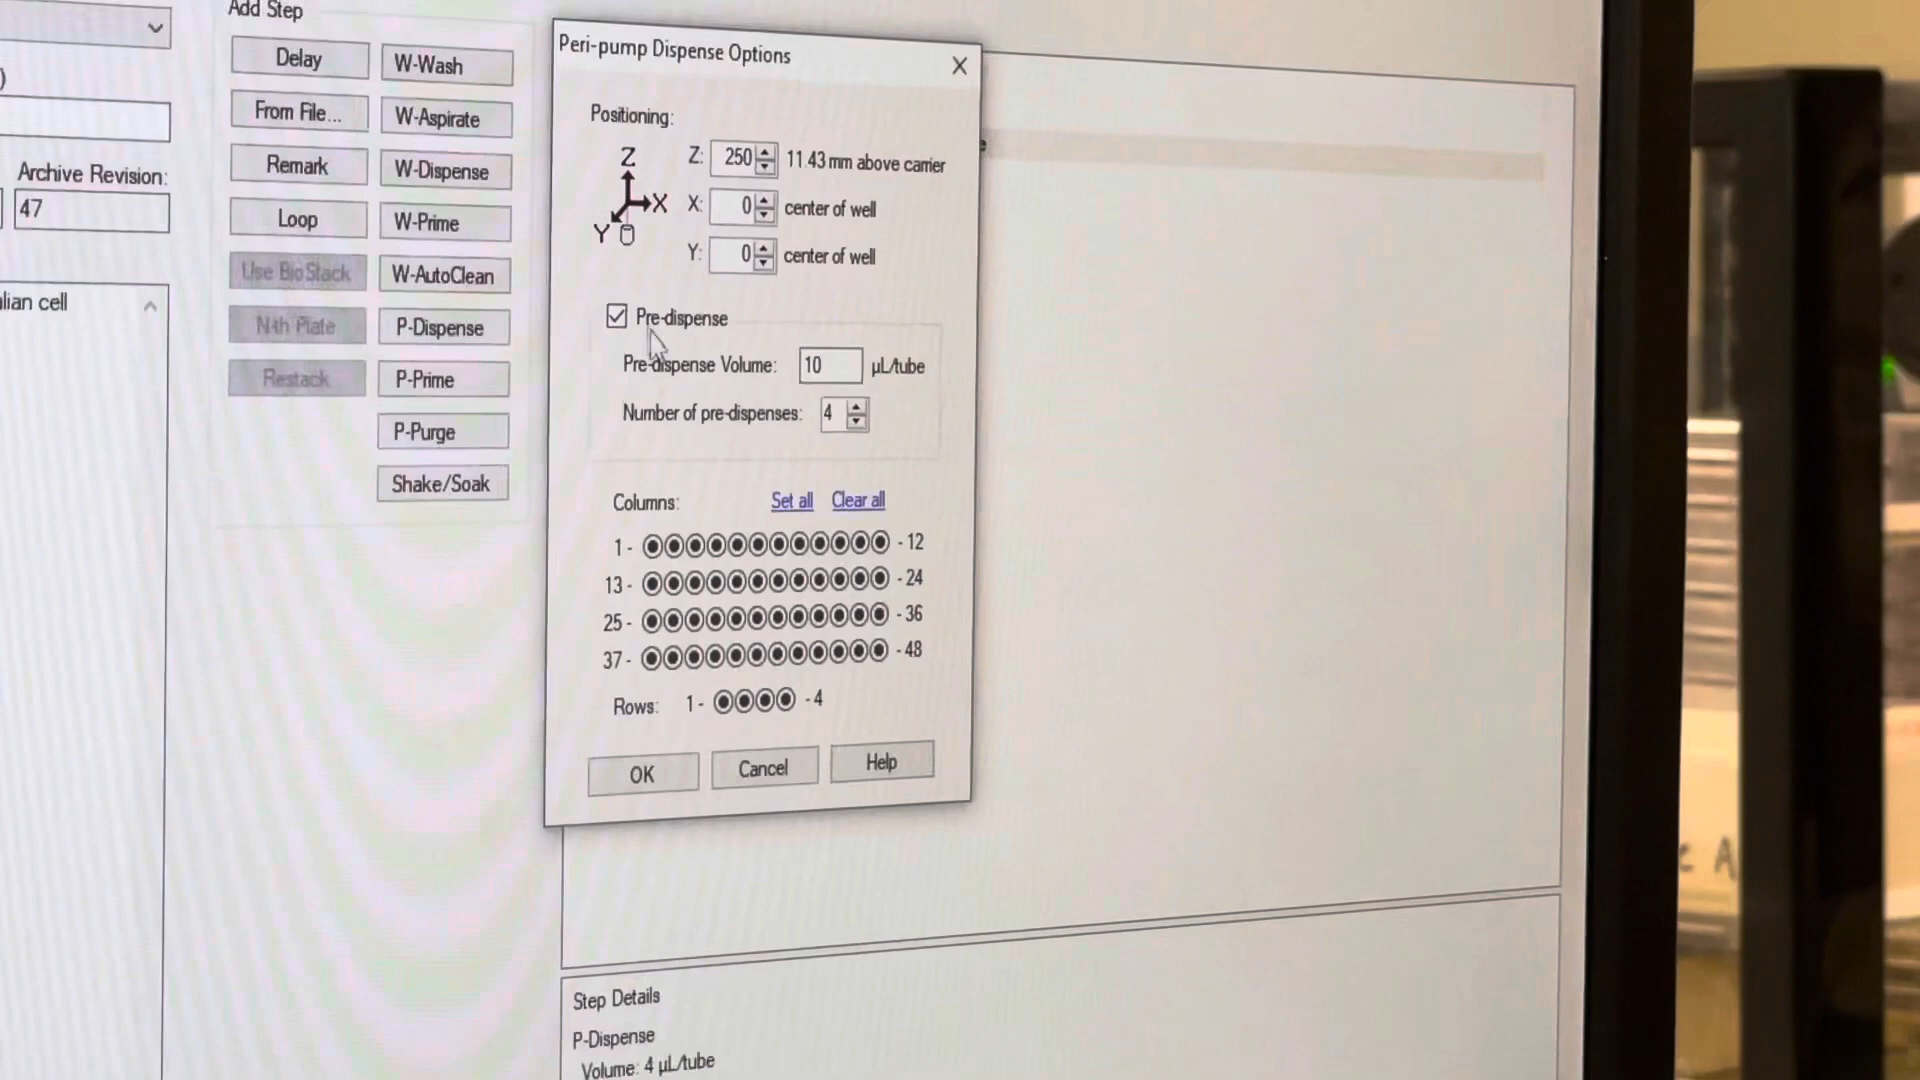 Add Step
Delay
W-Wash
From File...
W-Aspirate
Remark
W-Dispense
Loop
W-Prime
Use BioStack
W-AutoClean
N-th Plate
P-Dispense
Restack
P-Prime
P-Purge
Shake/Soak
)
Archive Revision:
47
lian cell
Peri-pump Dispense Options
Positioning:
Z
X
Y
Z: 250 11.43 mm above carrier
X: 0 center of well
Y: 0 center of well
Pre-dispense
Pre-dispense Volume: 10 µL/tube
Number of pre-dispenses: 4
Columns: Set all Clear all
1 - - 12
13 - - 24
25 - - 36
37 - - 48
Rows: 1 - - 4
OK Cancel Help
Step Details
P-Dispense
Volume: 4 µL/tube
A